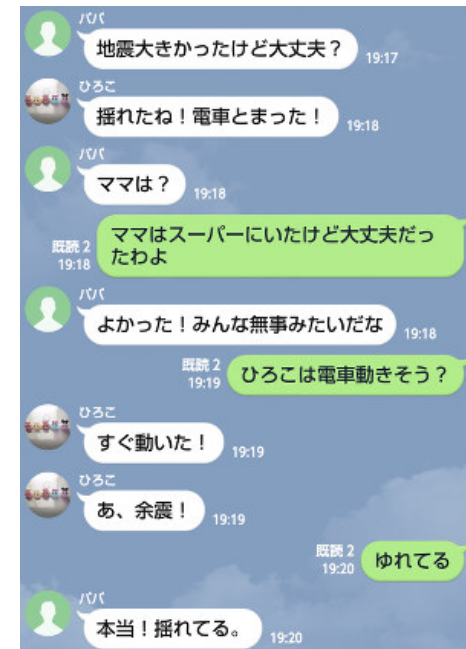 パパ
地震大きかったけど大丈夫？
19:17
ひろこ
揺れたね！電車とまった！
19:18
パパ
ママは？
19:18
ママはスーパーにいたけど大丈夫だっ
たわよ
既読 2
19:18
パパ
よかった！みんな無事みたいだな
19:18
ひろこは電車動きそう？
既読 2
19:19
ひろこ
すぐ動いた！
19:19
ひろこ
あ、余震！
19:19
ゆれてる
既読 2
19:20
パパ
本当！揺れてる。
19:20